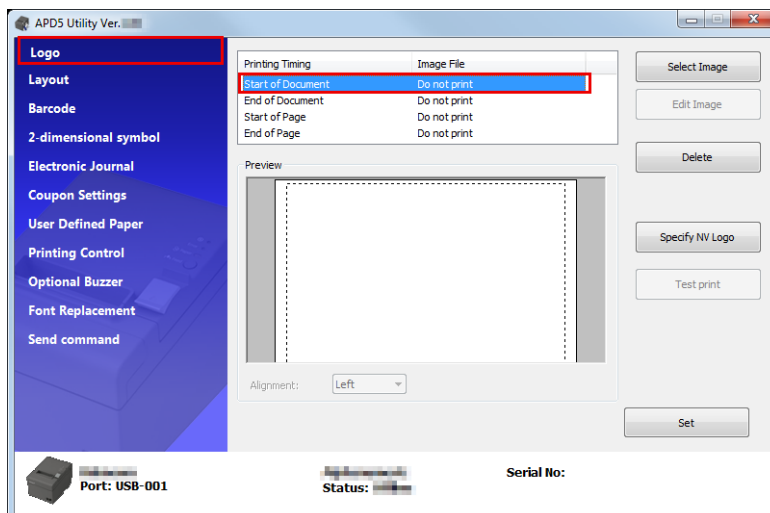 APD5 Utility Ver.
Logo
Layout
Barcode
2-dimensional symbol
Electronic Journal
Coupon Settings
User Defined Paper
Printing Control
Optional Buzzer
Font Replacement
Send command
Printing Timing Image File
Start of Document Do not print
End of Document Do not print
Start of Page Do not print
End of Page Do not print
Preview
Alignment: Left
Select Image
Edit Image
Delete
Specify NV Logo
Test print
Set
Port: USB-001
Status:
Serial No: